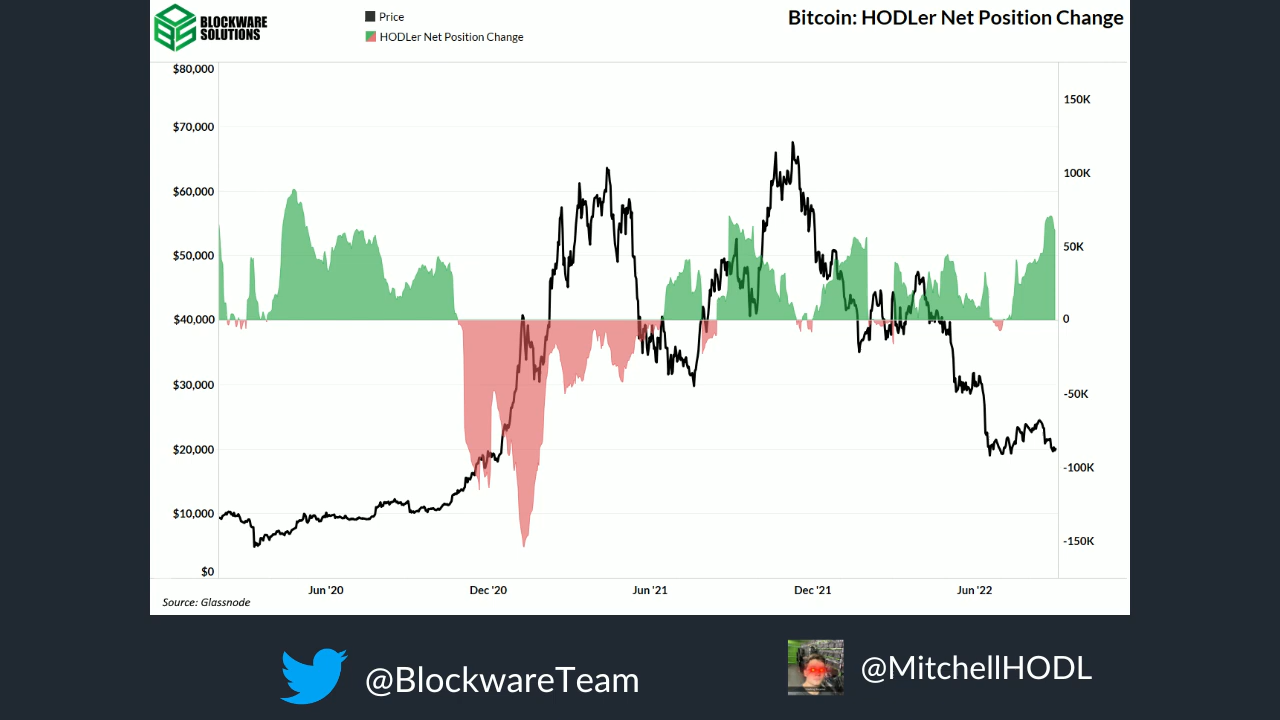 BLOCKWARE
SOLUTIONS
Price
HODLer Net Position Change
Bitcoin: HODLer Net Position Change
$80,000
$70,000
$60,000
$50,000
$40,000
$30,000
$20,000
$10,000
$0
150K
100K
50K
0
-50K
-100K
-150K
Jun '20
Dec '20
Jun '21
Dec '21
Jun '22
Source: Glassnode
@BlockwareTeam
@MitchellHODL